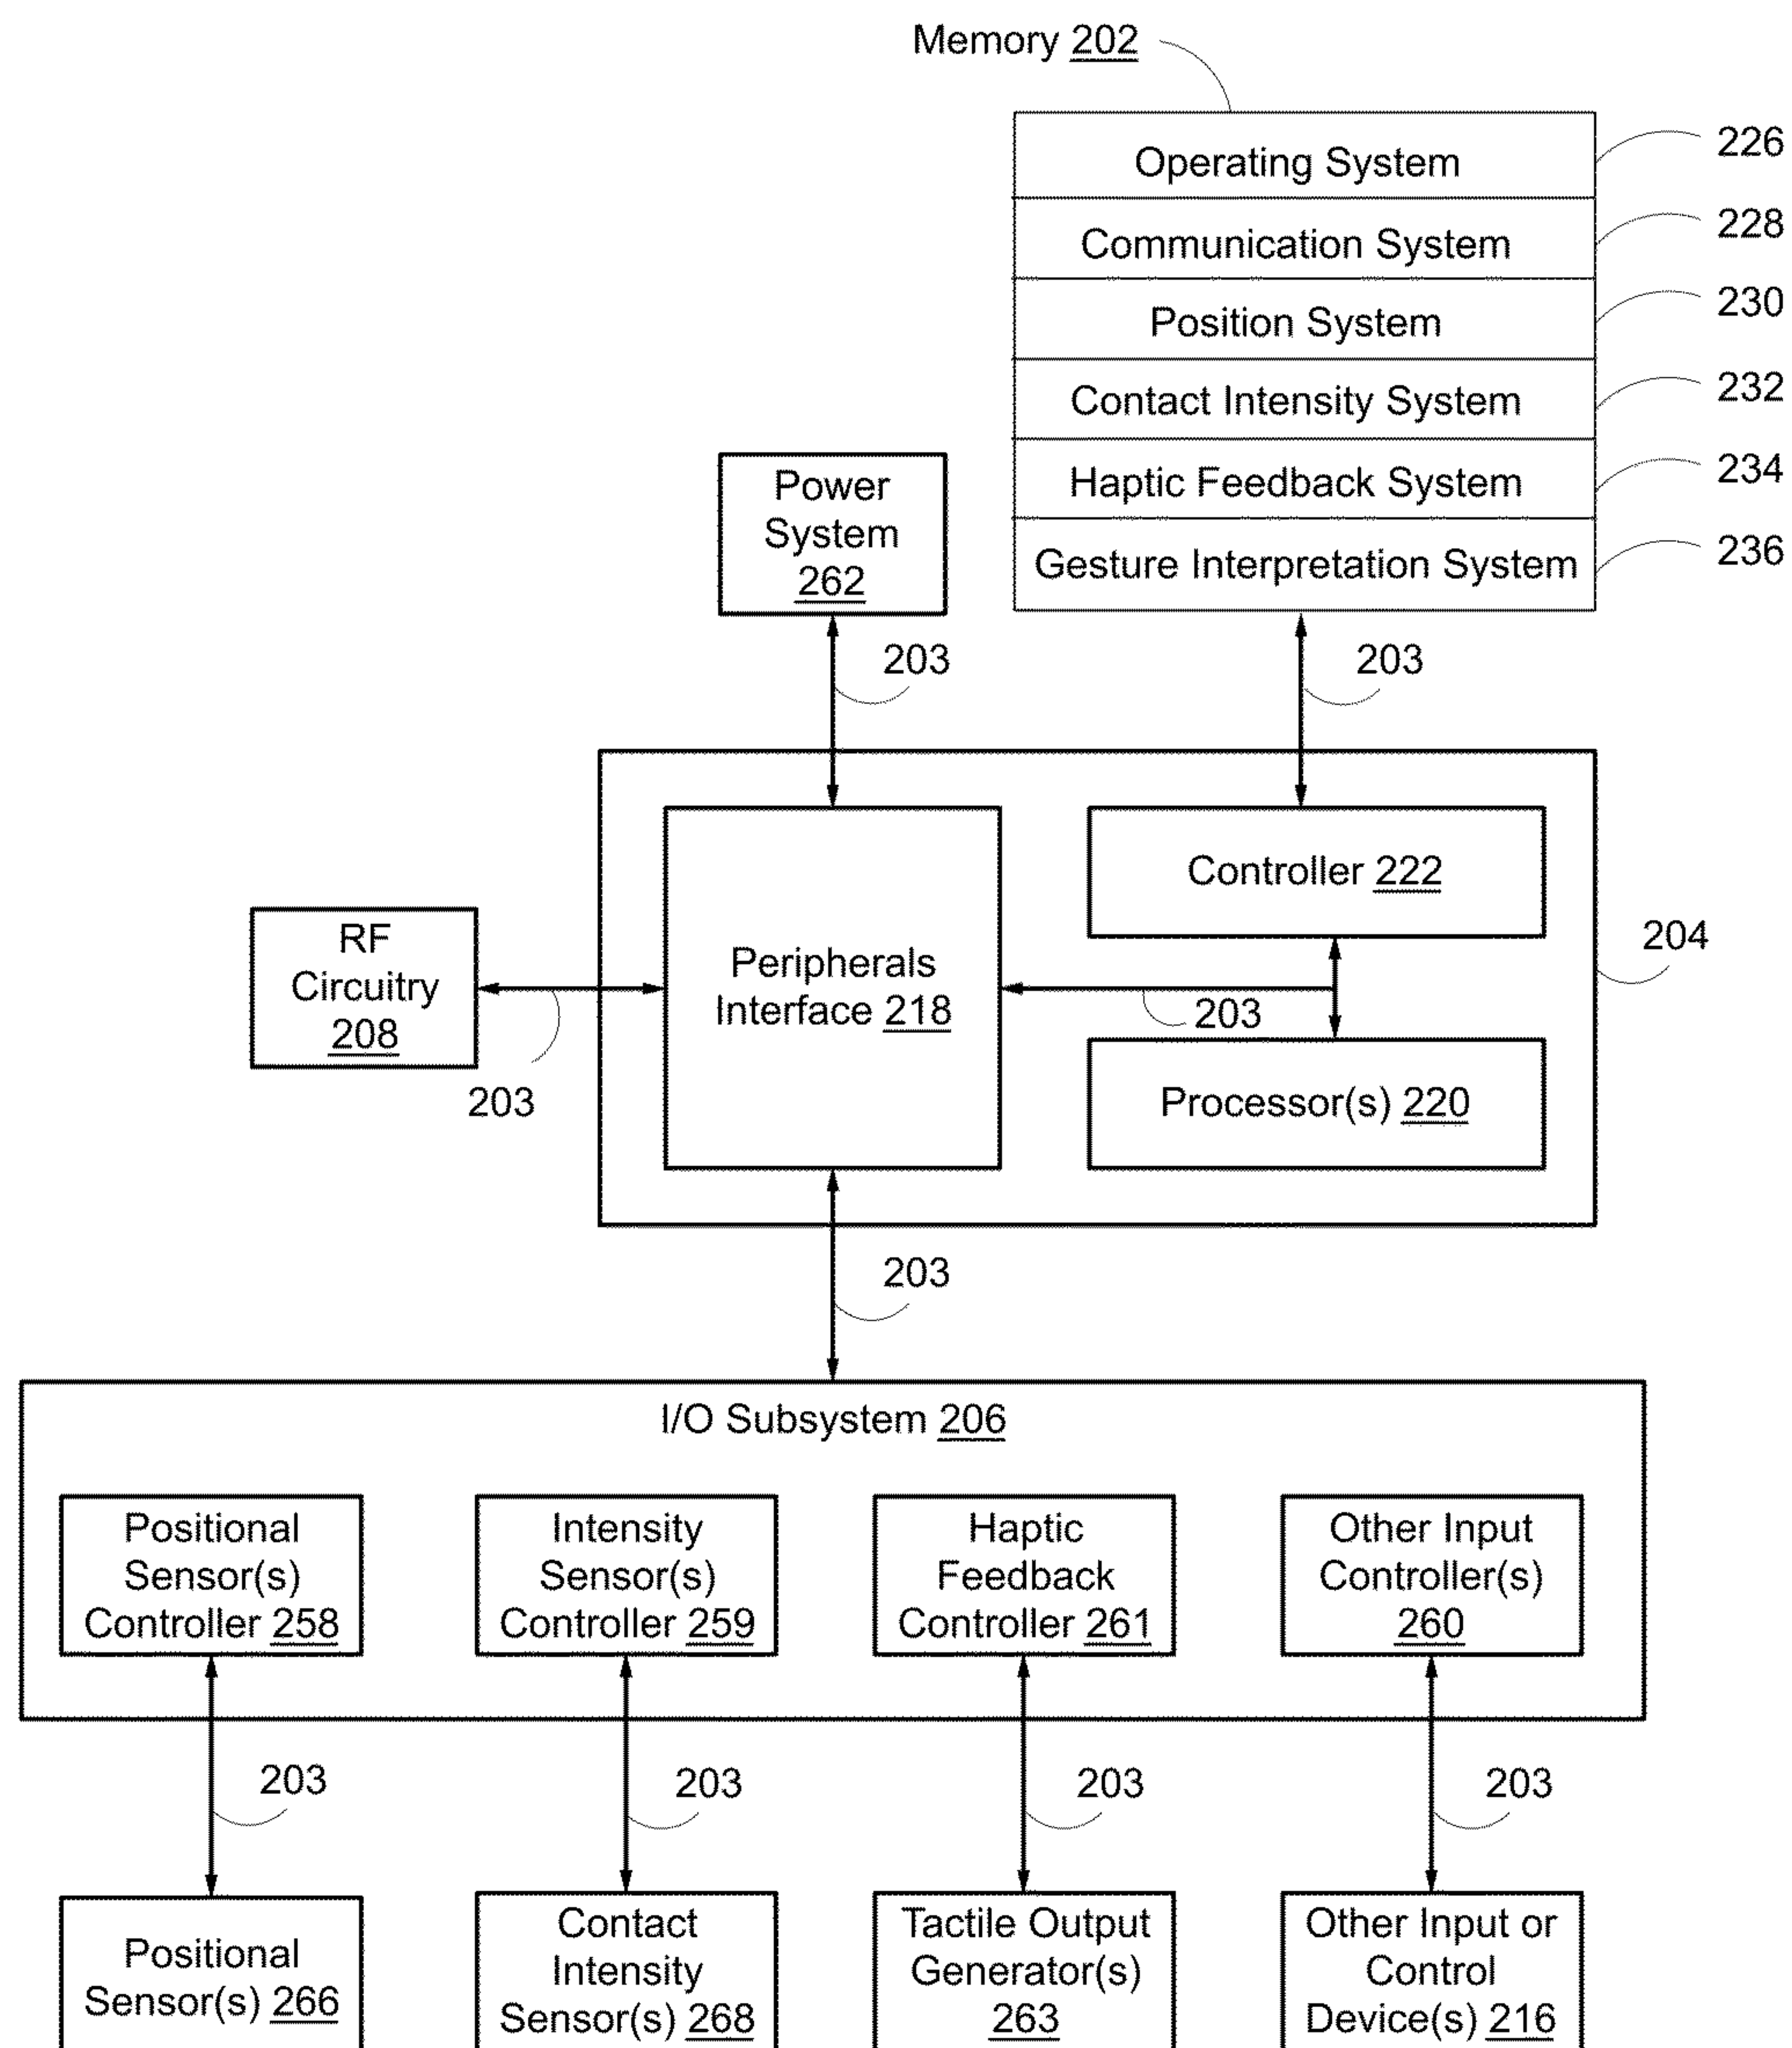 Memory 202
Operating System
226
Communication System
228
Position System
230
Contact Intensity System
232
Haptic Feedback System
234
Gesture Interpretation System
236
Power
System
262
203
203
Controller 222
RF
Circuitry
208
Peripherals
Interface 218
204
203
203
Processor(s) 220
203
I/O Subsystem 206
Positional
Sensor(s)
Controller 258
Intensity
Sensor(s)
Controller 259
Haptic
Feedback
Controller 261
Other Input
Controller(s)
260
203
203
203
203
Positional
Sensor(s) 266
Contact
Intensity
Sensor(s) 268
Tactile Output
Generator(s)
263
Other Input or
Control
Device(s) 216